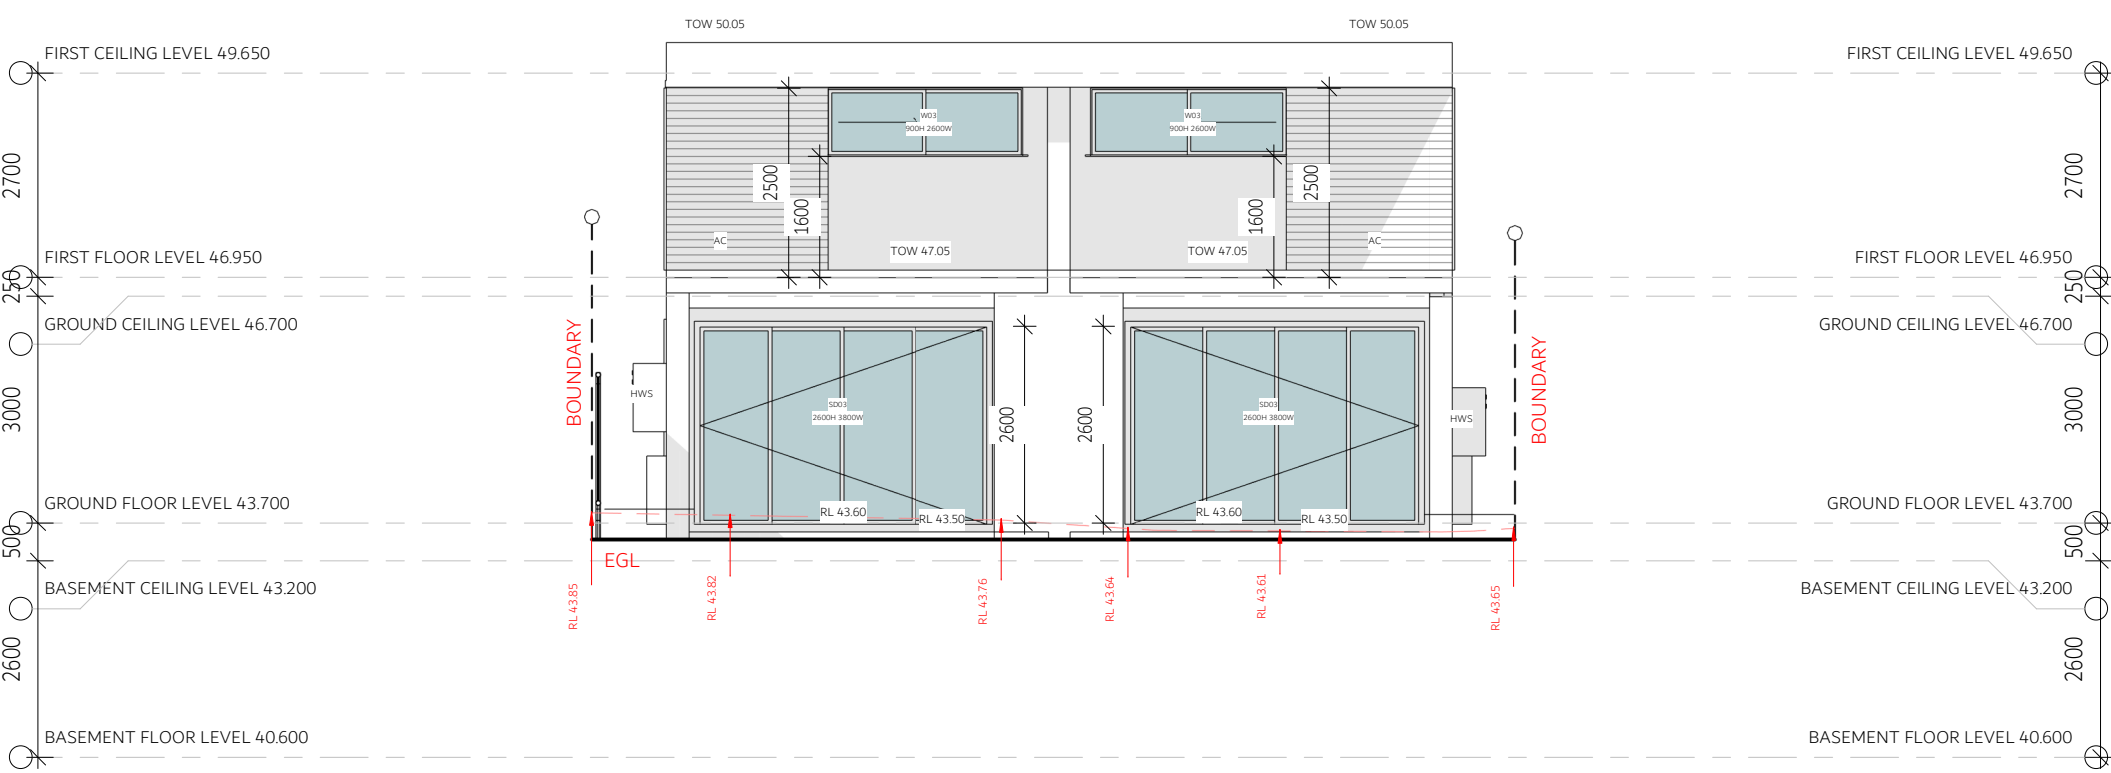 TOW 50.05
TOW 50.05
FIRST CEILING LEVEL 49.650
FIRST CEILING LEVEL 49.650
W03
900H 2600W
W03
900H 2600W
2700
2500
2500
2700
1600
1600
AC
AC
TOW 47.05
TOW 47.05
FIRST FLOOR LEVEL 46.950
FIRST FLOOR LEVEL 46.950
250
250
GROUND CEILING LEVEL 46.700
GROUND CEILING LEVEL 46.700
BOUNDARY
BOUNDARY
HWS
HWS
3000
SD03
2600H 3800W
2600
2600
SD03
2600H 3800W
3000
GROUND FLOOR LEVEL 43.700
RL 43.60
RL 43.50
RL 43.60
RL 43.50
GROUND FLOOR LEVEL 43.700
500
500
EGL
BASEMENT CEILING LEVEL 43.200
BASEMENT CEILING LEVEL 43.200
RL 43.85
RL 43.82
RL 43.76
RL 43.64
RL 43.61
RL 43.65
2600
2600
BASEMENT FLOOR LEVEL 40.600
BASEMENT FLOOR LEVEL 40.600